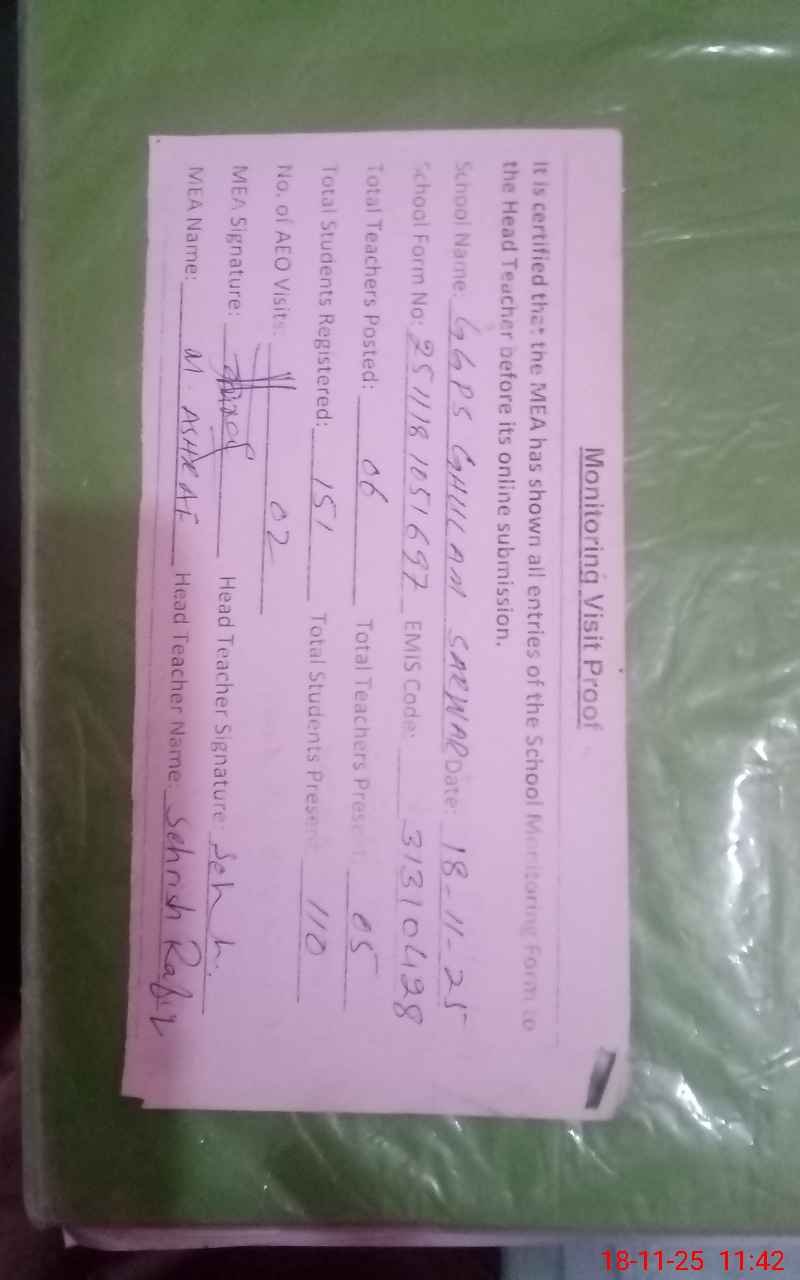 Monitoring Visit Proof
It is certified that the MEA has shown all entries of the School Monitoring Form to
the Head Teacher before its online submission.
School Name: GGPS GHULAM SARWAR Date: 18-11-25
School Form No: 251118 1051697 EMIS Code: 31310428
Total Teachers Posted: 06 Total Teachers Present: 05
Total Students Registered: 151 Total Students Present: 110
No. of AEO Visits: 02
MEA Signature: Head Teacher Signature:
MEA Name: M. ASHRAF Head Teacher Name: Sehrish Rafiq
18-11-25 11:42